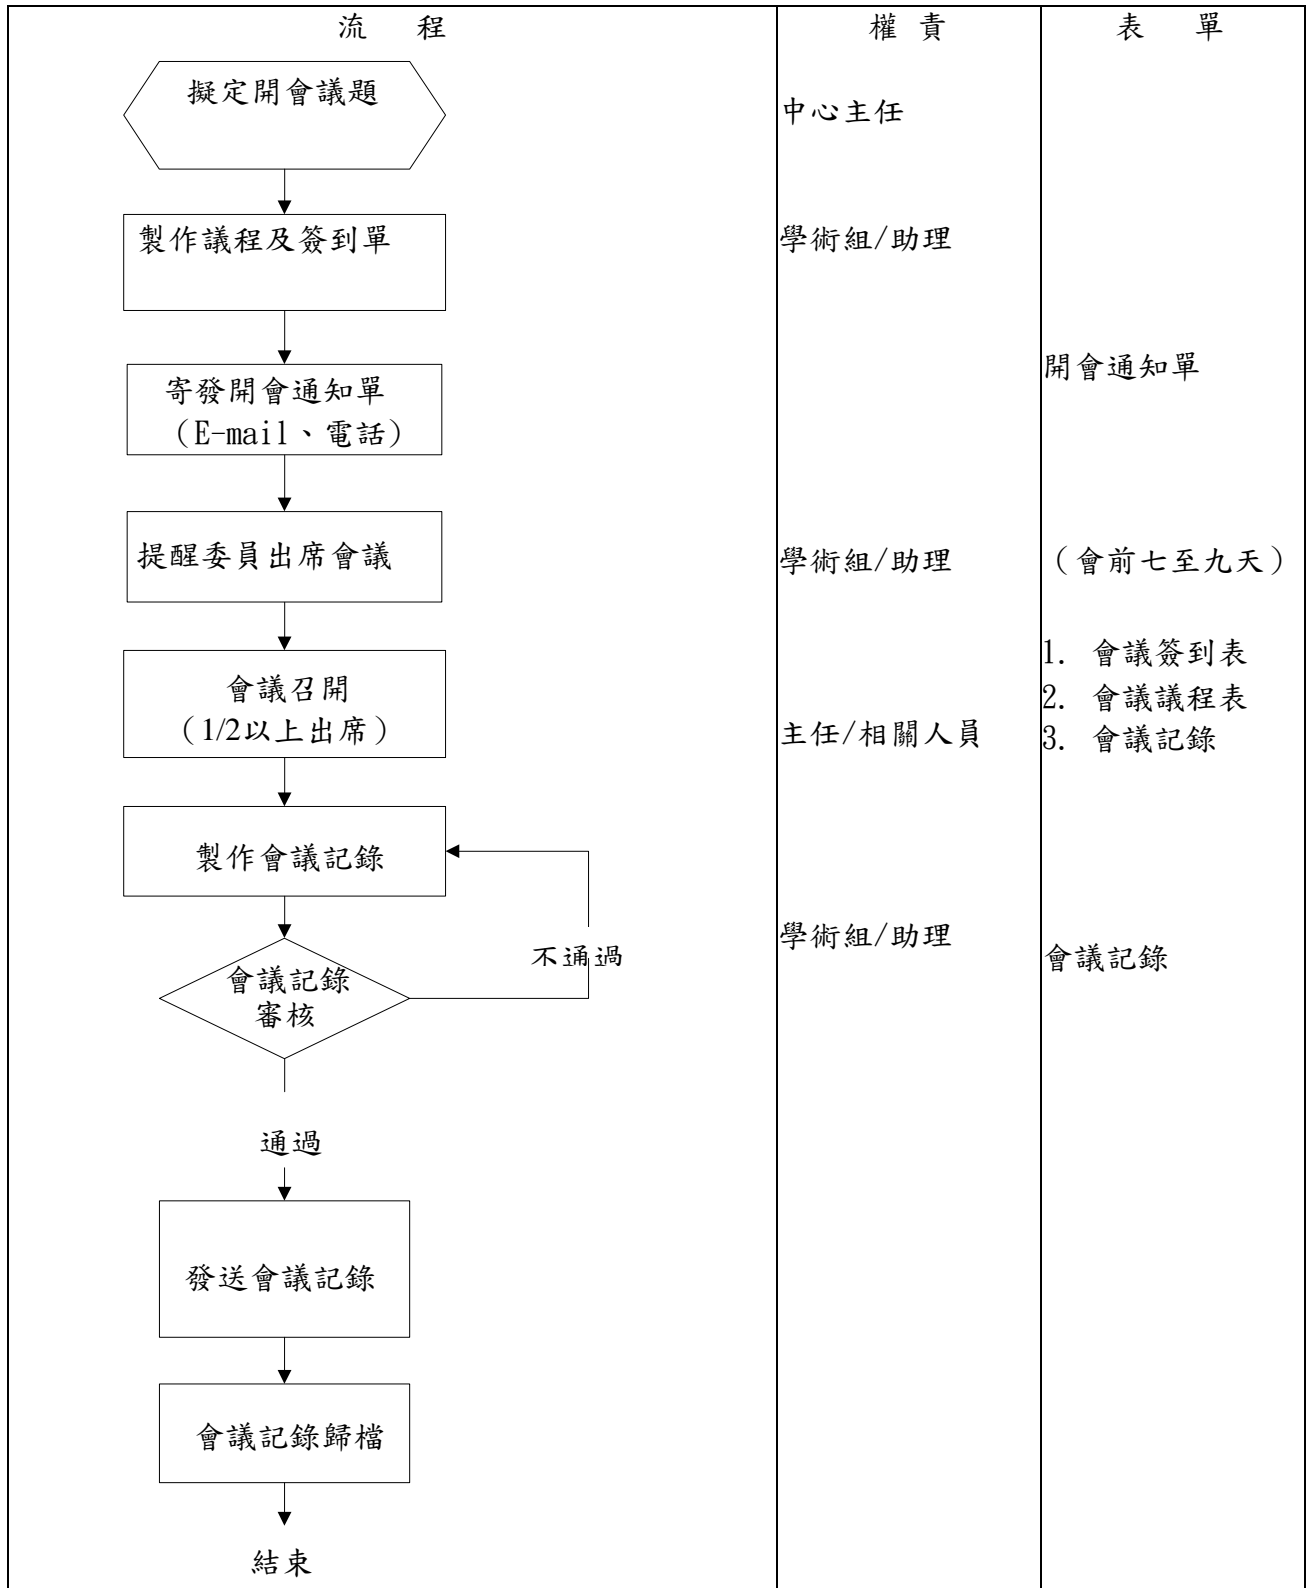 流 程 權 責 表 單
擬定開會議題
中心主任
製作議程及簽到單
學術組/助理
寄發開會通知單
(E-mail、電話)
開會通知單
提醒委員出席會議
學術組/助理
(會前七至九天)
會議召開
(1/2以上出席)
主任/相關人員
1. 會議簽到表
2. 會議議程表
3. 會議記錄
製作會議記錄
學術組/助理
不通過
會議記錄
會議記錄
審核
通過
發送會議記錄
會議記錄歸檔
結束